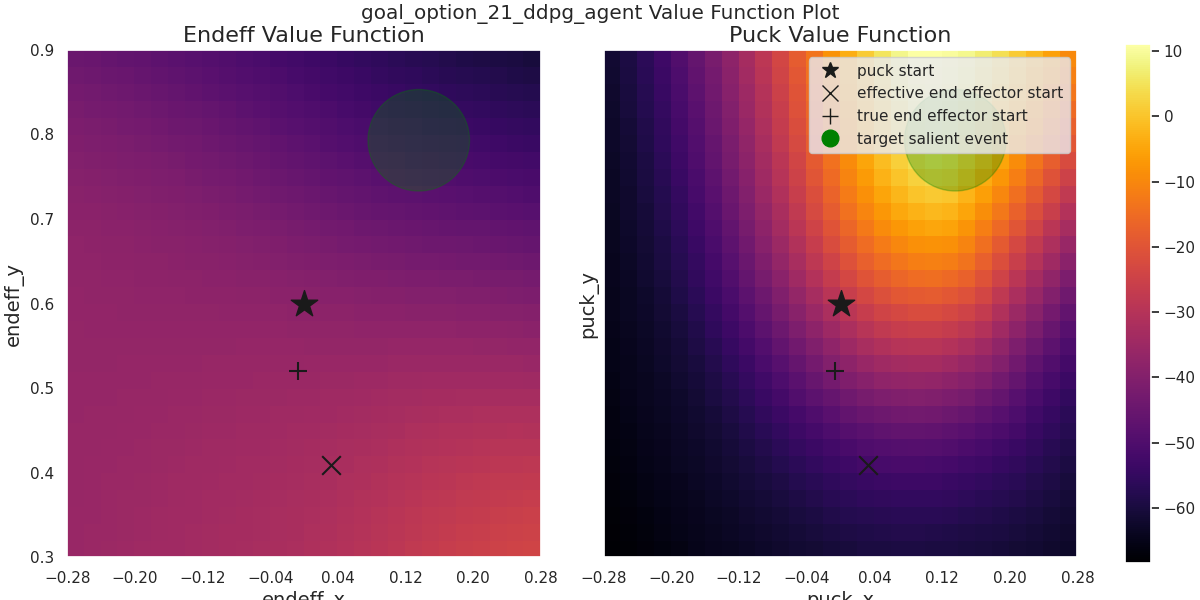 goal_option_21_ddpg_agent Value Function Plot
Endeff Value Function
Puck Value Function
0.9
0.8
0.7
0.6
0.5
0.4
0.3
endeff_y
−0.28 −0.20 −0.12 −0.04 0.04 0.12 0.20 0.28
endeff_x
puck start
effective end effector start
true end effector start
target salient event
puck_y
−0.28 −0.20 −0.12 −0.04 0.04 0.12 0.20 0.28
puck_x
10
0
−10
−20
−30
−40
−50
−60